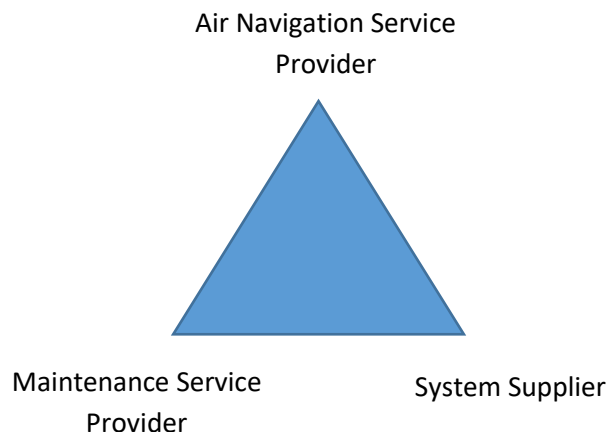 Air Navigation Service
Provider
Maintenance Service
Provider
System Supplier